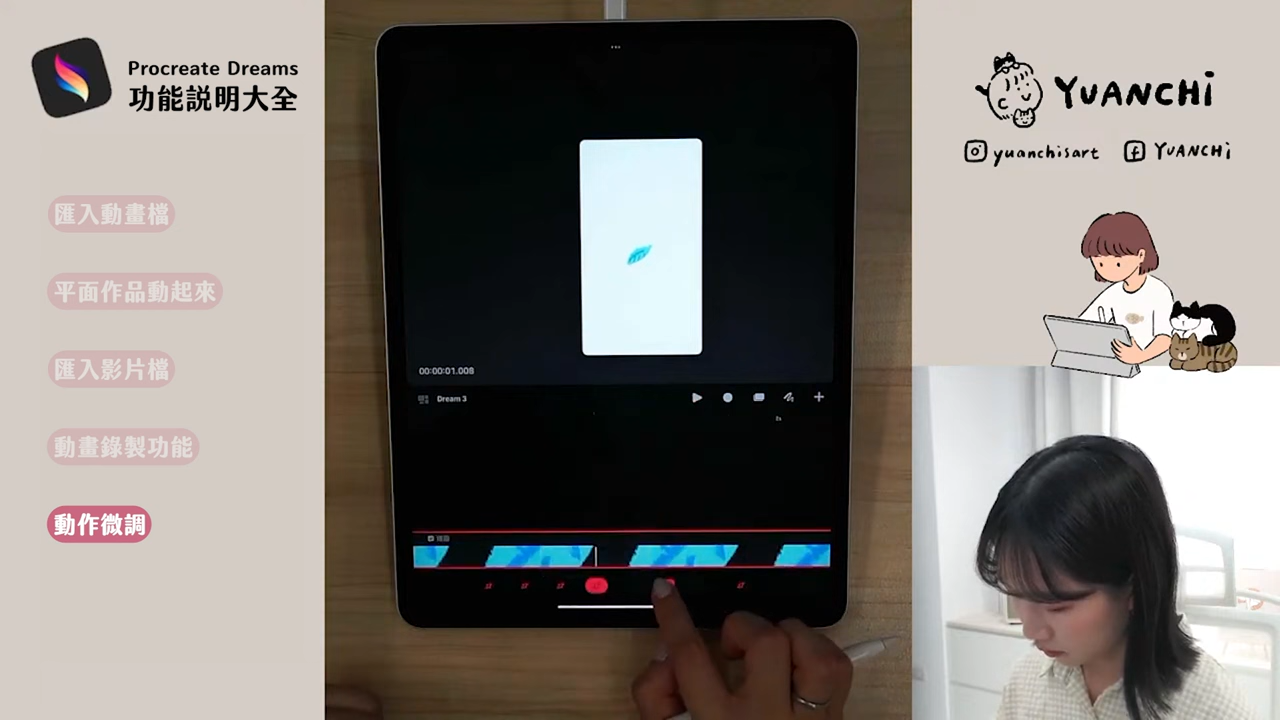 Procreate Dreams
功能説明大全
匯入動畫檔
平面作品動起來
匯入影片檔
動畫錄製功能
動作微調
00:00:01.008
Dream 3
YUANCHi
yuanchisart
YUANCHi